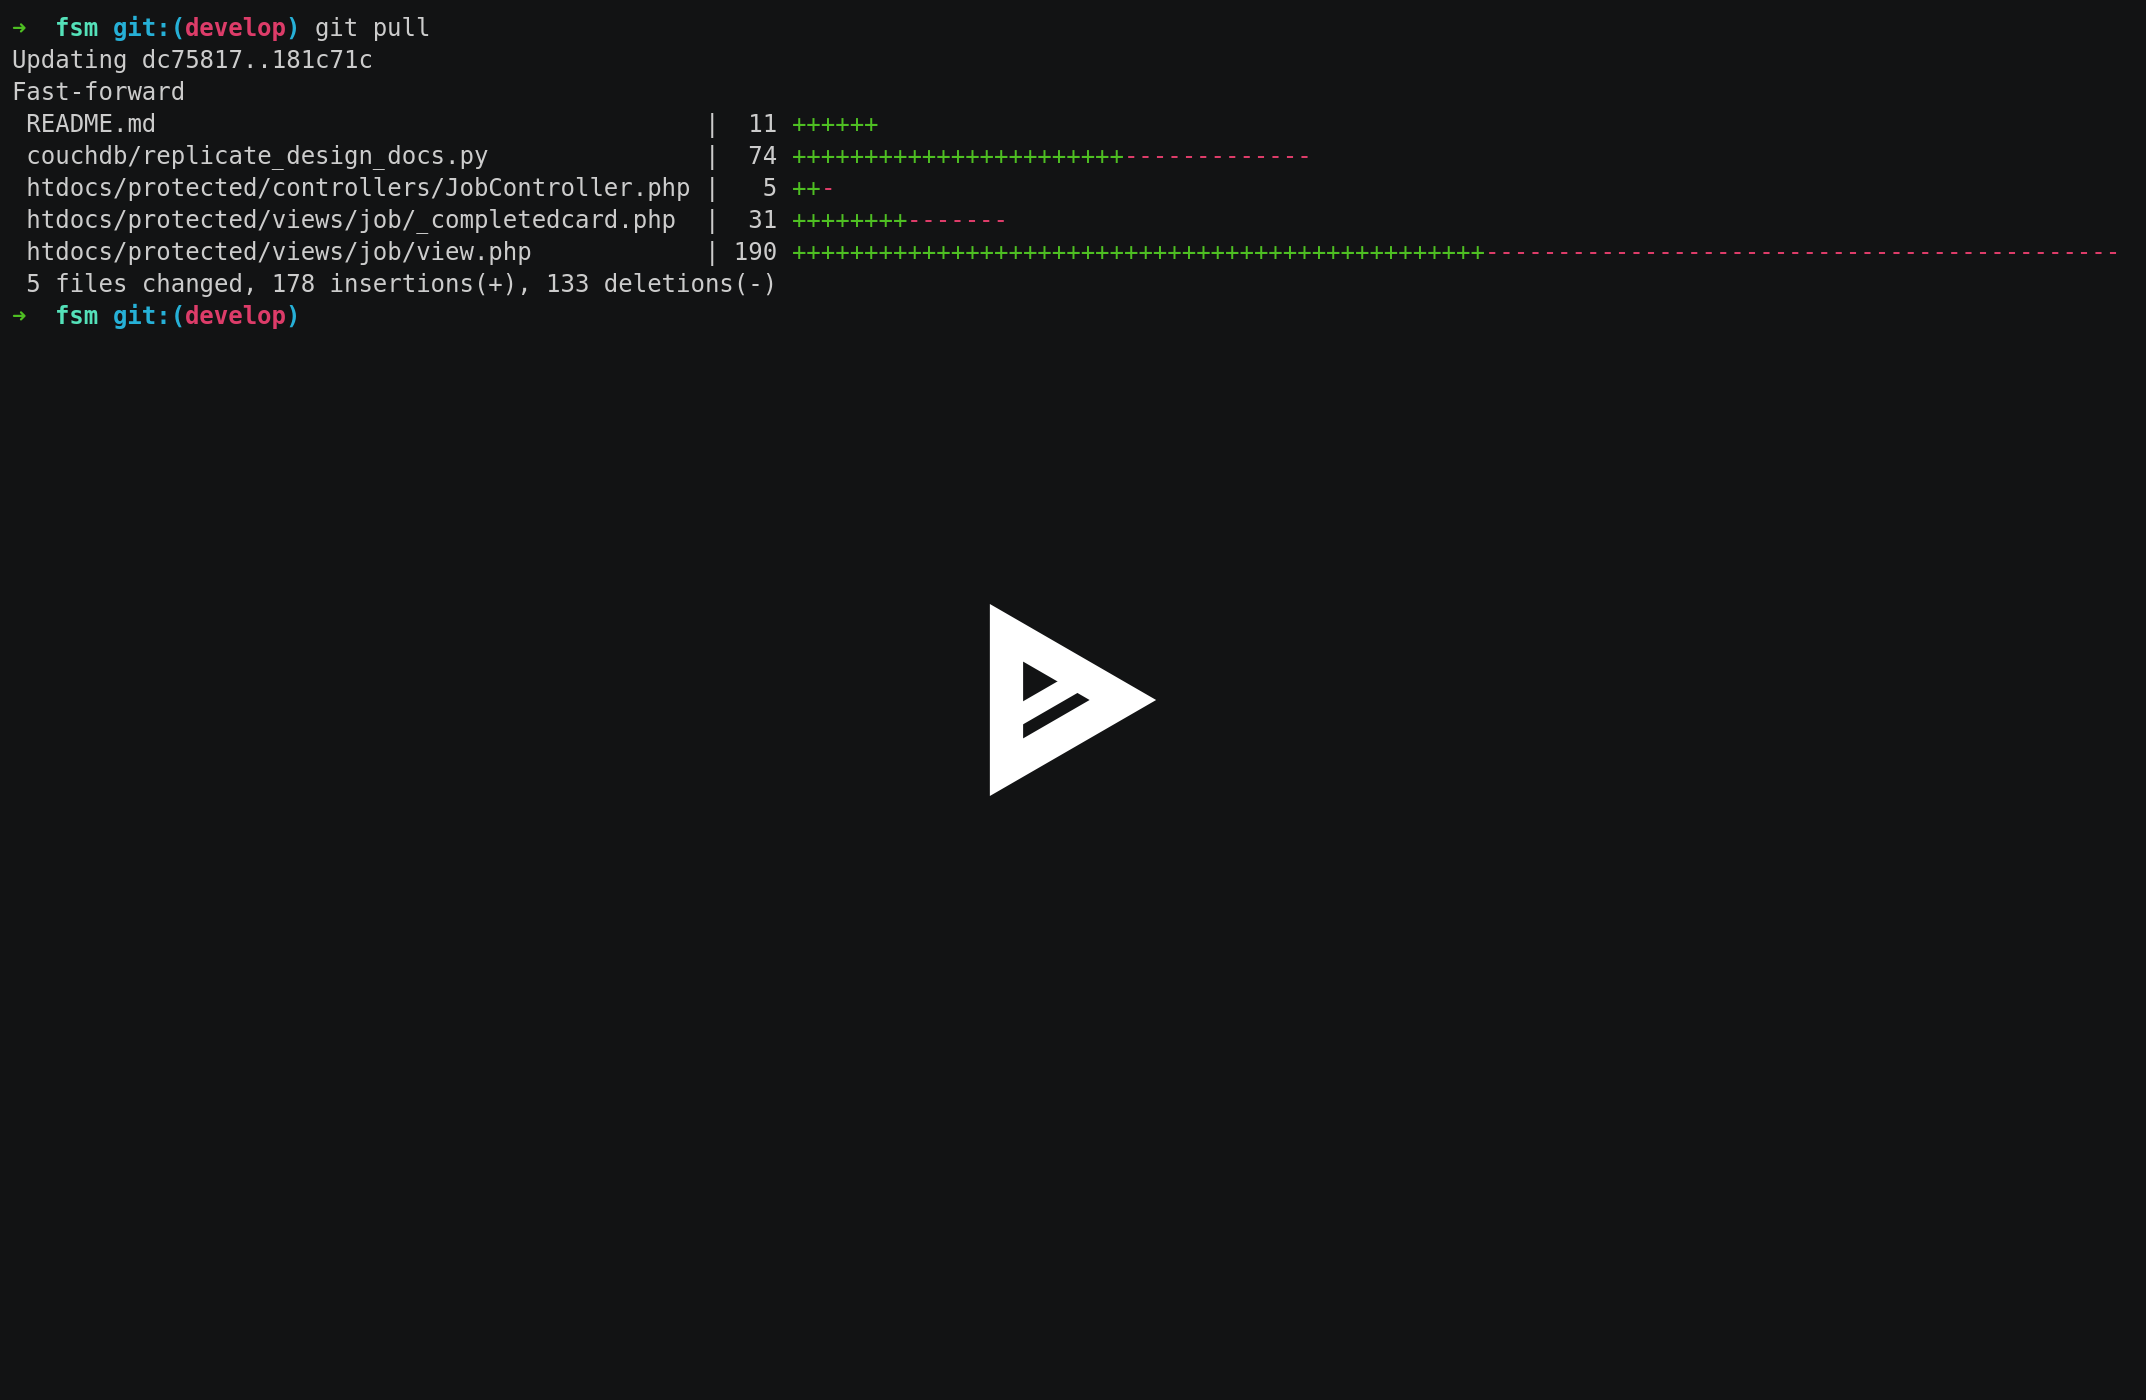 ➜  fsm git:(develop) git pull
Updating dc75817..181c71c
Fast-forward
 README.md                                      |  11 ++++++
 couchdb/replicate_design_docs.py               |  74 +++++++++++++++++++++++-------------
 htdocs/protected/controllers/JobController.php |   5 ++-
 htdocs/protected/views/job/_completedcard.php  |  31 ++++++++-------
 htdocs/protected/views/job/view.php            | 190 ++++++++++++++++++++++++++++++++++++++++++++++++--------------------------------------------
 5 files changed, 178 insertions(+), 133 deletions(-)
➜  fsm git:(develop)